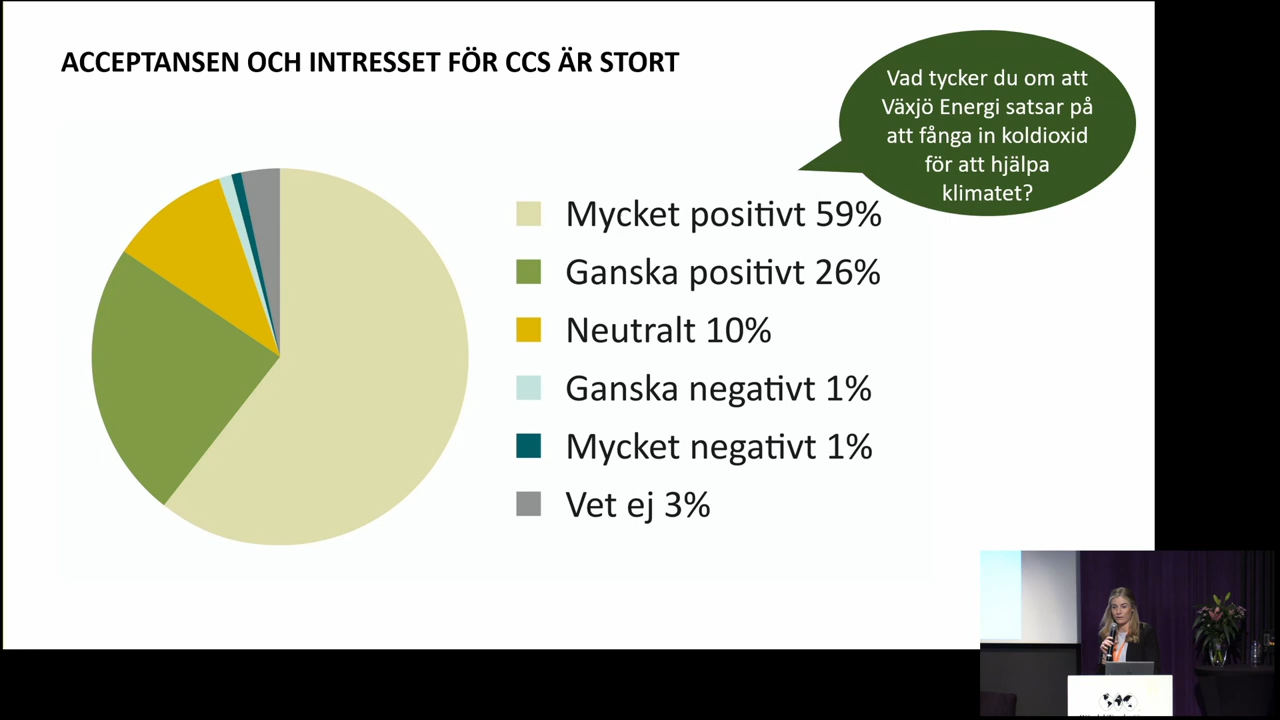 ACCEPTANSEN OCH INTRESSET FÖR CCS ÄR STORT
Vad tycker du om att
Växjö Energi satsar på
att fånga in koldioxid
för att hjälpa
klimatet?
Mycket positivt 59%
Ganska positivt 26%
Neutralt 10%
Ganska negativt 1%
Mycket negativt 1%
Vet ej 3%